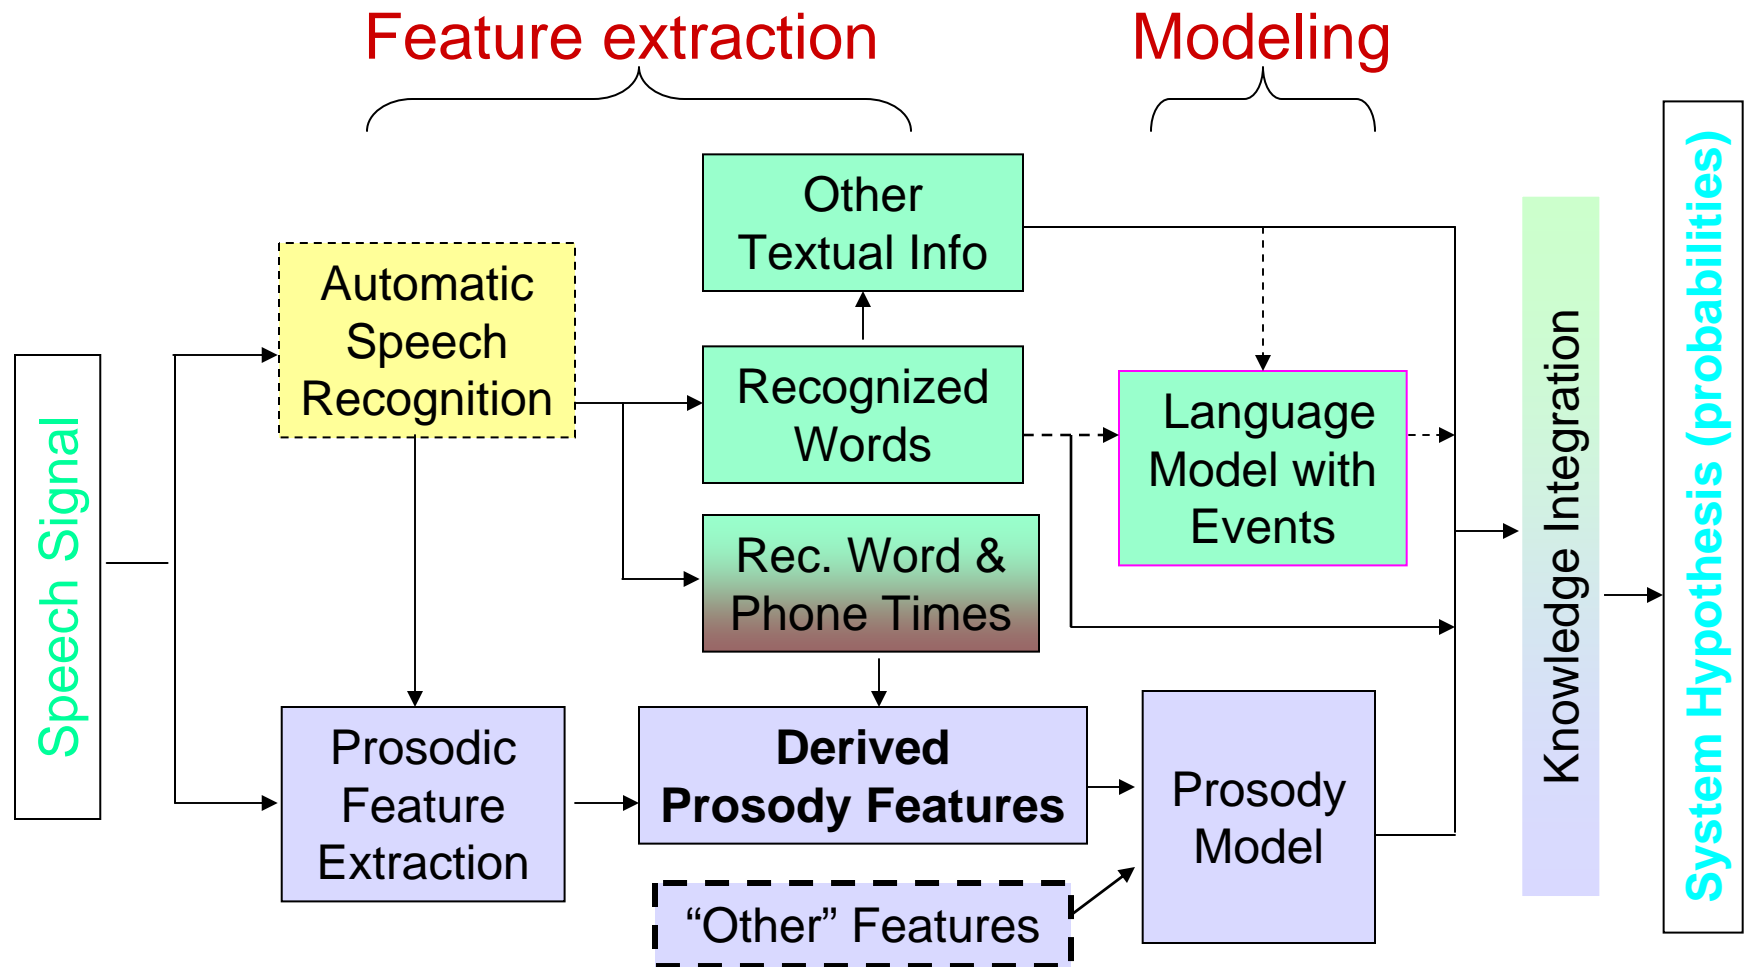 Feature extraction
Modeling
Speech Signal
Automatic
Speech
Recognition
Other
Textual Info
Recognized
Words
Rec. Word &
Phone Times
Language
Model with
Events
Prosodic
Feature
Extraction
Derived
Prosody Features
“Other” Features
Prosody
Model
Knowledge Integration
System Hypothesis (probabilities)